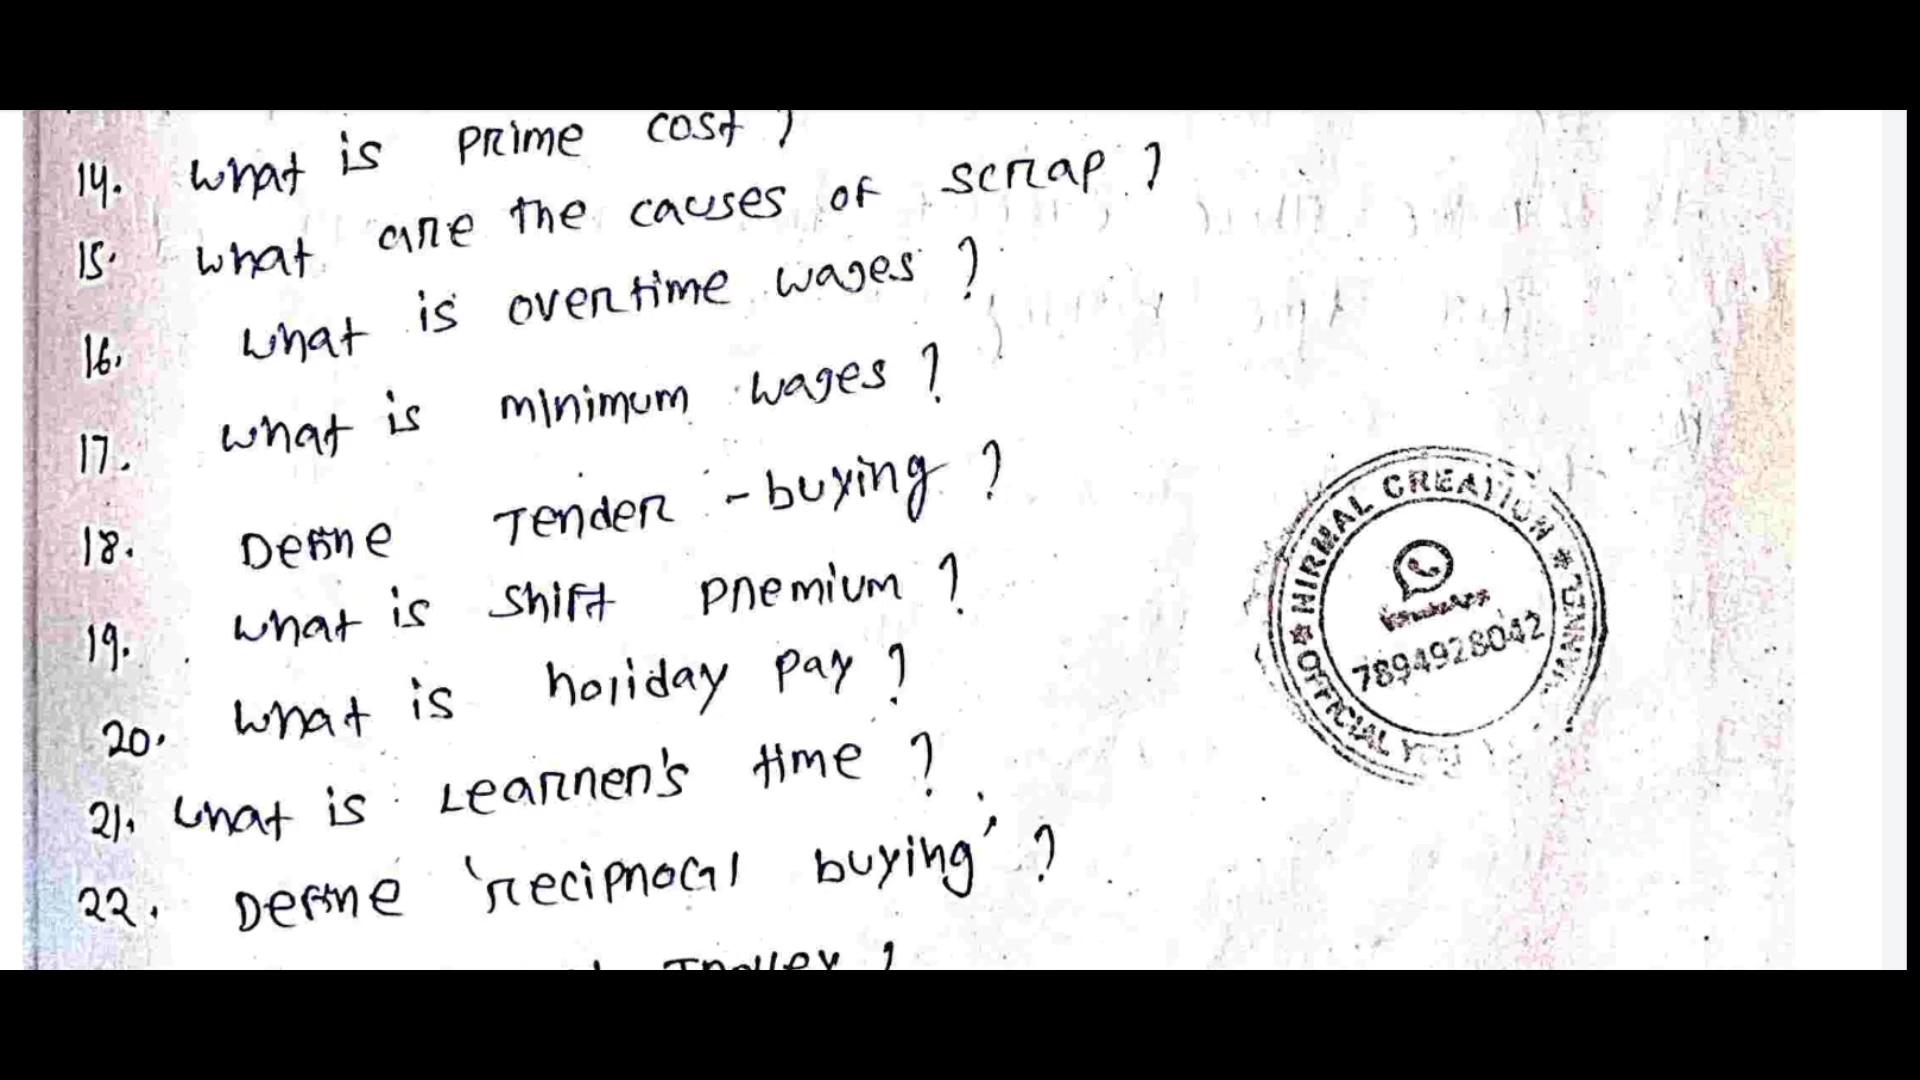 14. What is prime cost ?
15. What are the causes of scrap ?
16. What is overtime wages ?
17. What is minimum wages ?
18. Define Tender - buying ?
19. What is shift premium ?
20. What is holiday pay ?
21. What is Learner's time ?
22. Define 'reciprocal buying' ?
NIRMAL CREATION
OFFICIAL
WhatsApp
7894928042